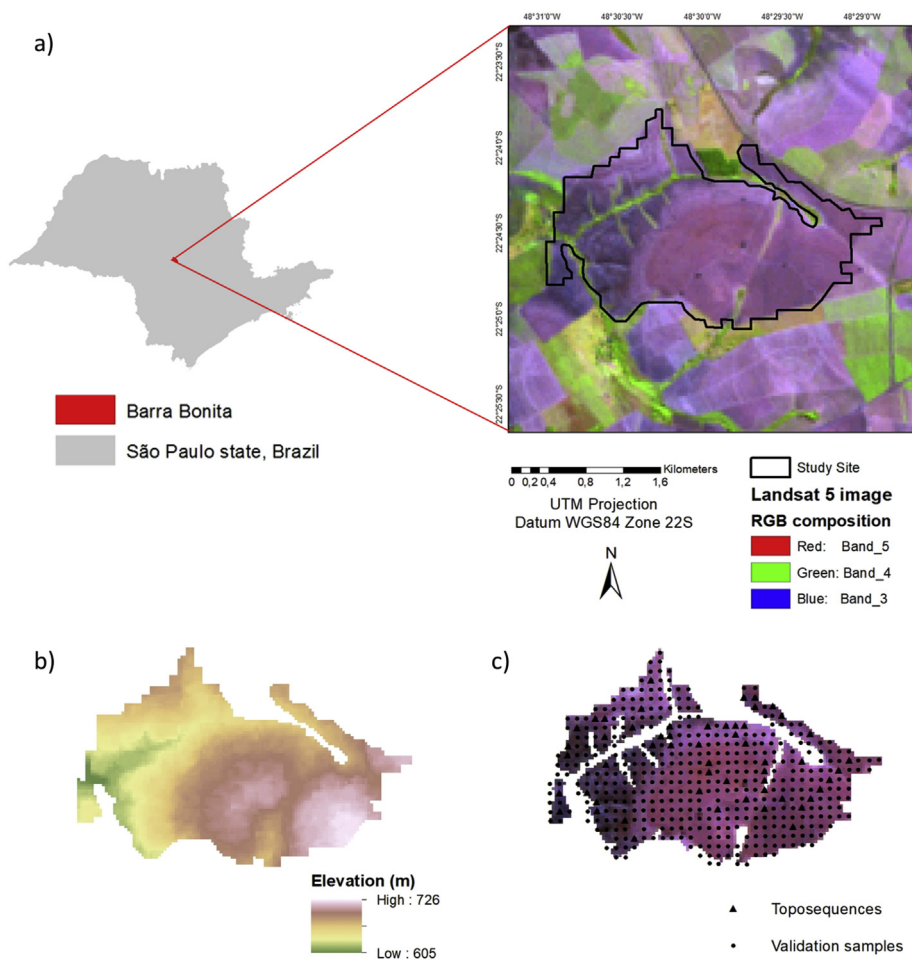 a)
48°31'0"W 48°30'30"W 48°30'0"W 48°29'30"W 48°29'0"W
22°23'30"S
22°24'0"S
22°24'30"S
22°25'0"S
22°25'30"S
Barra Bonita
São Paulo state, Brazil
Kilometers
0 0,2 0,4 0,8 1,2 1,6
UTM Projection
Datum WGS84 Zone 22S
N
Study Site
Landsat 5 image
RGB composition
Red: Band_5
Green: Band_4
Blue: Band_3
b)
Elevation (m)
High : 726
Low : 605
c)
Toposequences
Validation samples